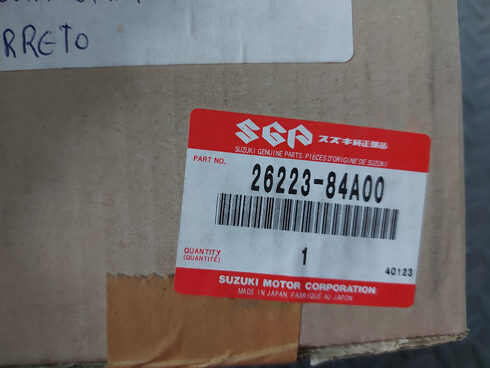 RRETO
SGP スズキ純正部品
SUZUKI GENUINE PARTS/PIECES D'ORIGINE DE SUZUKI
PART NO.
26223-84A00
QUANTITY
(QUANTITÉ)
1
40123
SUZUKI MOTOR CORPORATION
MADE IN JAPAN/FABRIQUÉ AU JAPON